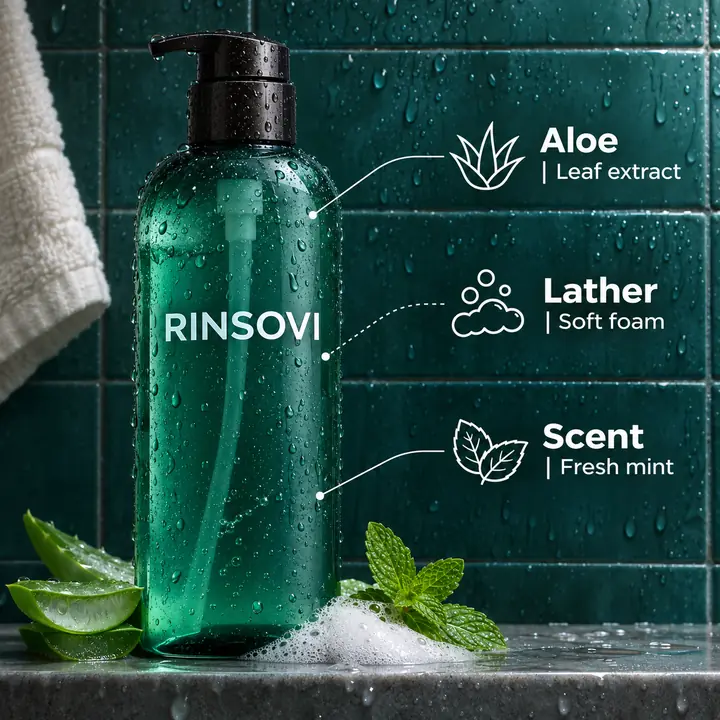 RINSOVI
Aloe
| Leaf extract
Lather
| Soft foam
Scent
| Fresh mint